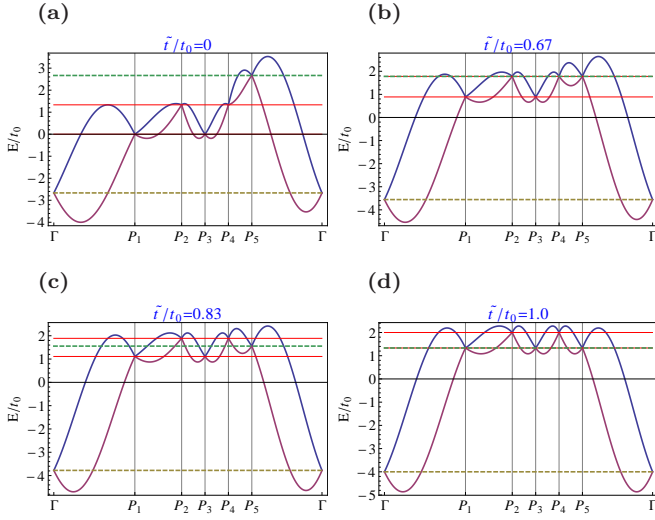 (a)
t̃/t₀=0
E/t₀
3
2
1
0
−1
−2
−3
−4
Γ P₁ P₂ P₃ P₄ P₅ Γ
(b)
t̃/t₀=0.67
E/t₀
2
1
0
−1
−2
−3
−4
Γ P₁ P₂ P₃ P₄ P₅ Γ
(c)
t̃/t₀=0.83
E/t₀
2
1
0
−1
−2
−3
−4
Γ P₁ P₂ P₃ P₄ P₅ Γ
(d)
t̃/t₀=1.0
E/t₀
2
1
0
−1
−2
−3
−4
−5
Γ P₁ P₂ P₃ P₄ P₅ Γ